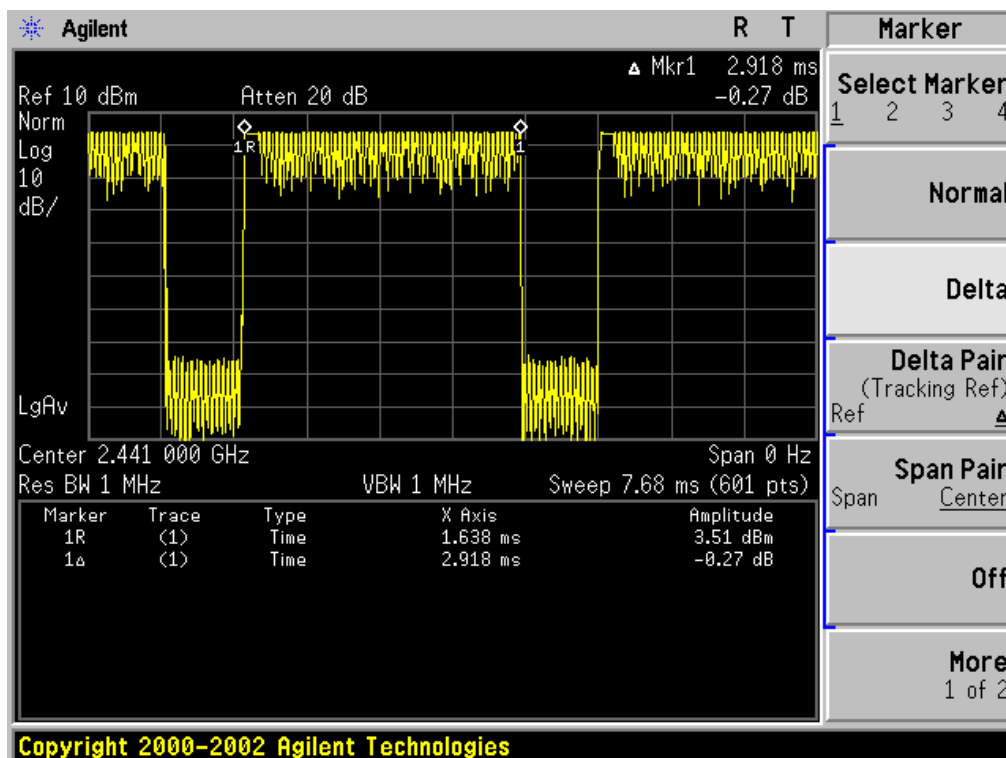 Agilent R T Marker
▵ Mkr1 2.918 ms
Ref 10 dBm Atten 20 dB -0.27 dB
Norm
Log
10
dB/
1R 1
LgAv
Center 2.441 000 GHz Span 0 Hz
Res BW 1 MHz VBW 1 MHz Sweep 7.68 ms (601 pts)
Marker Trace Type X Axis Amplitude
1R (1) Time 1.638 ms 3.51 dBm
1▵ (1) Time 2.918 ms -0.27 dB
Select Marker
1 2 3 4
Normal
Delta
Delta Pair
(Tracking Ref)
Ref ▵
Span Pair
Span Center
Off
More
1 of 2
Copyright 2000-2002 Agilent Technologies